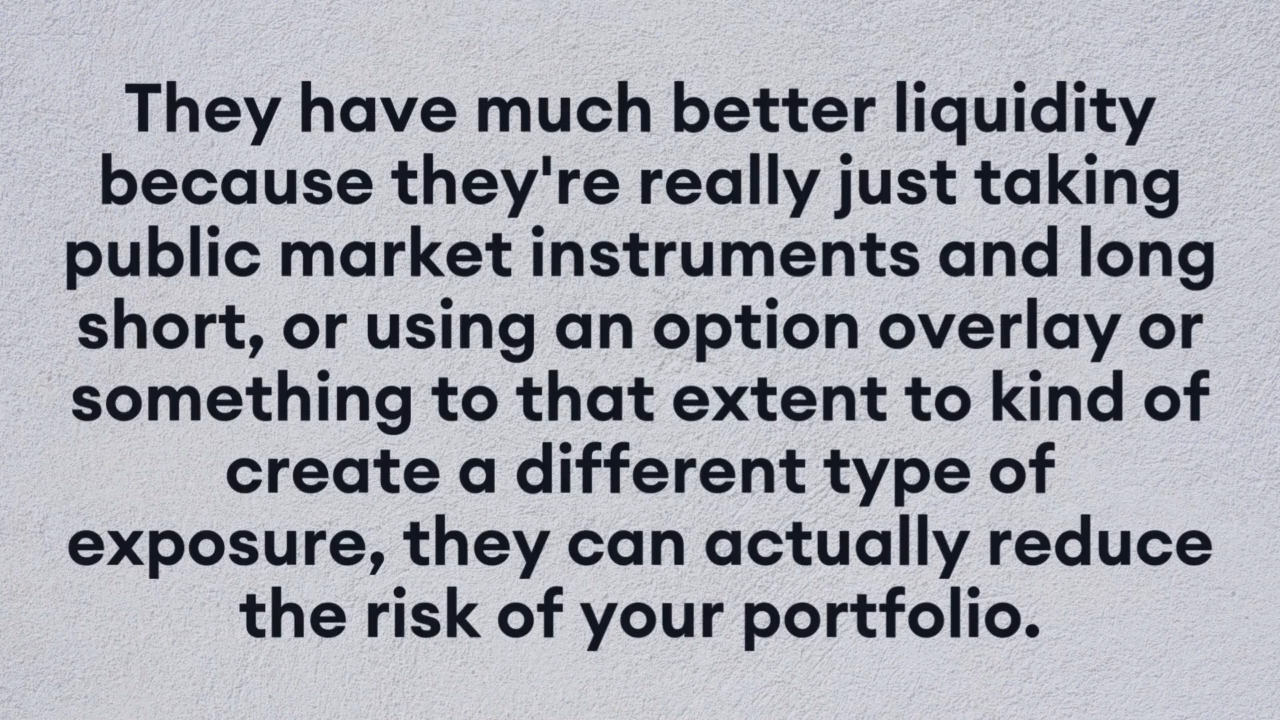 They have much better liquidity
because they're really just taking
public market instruments and long
short, or using an option overlay or
something to that extent to kind of
create a different type of
exposure, they can actually reduce
the risk of your portfolio.